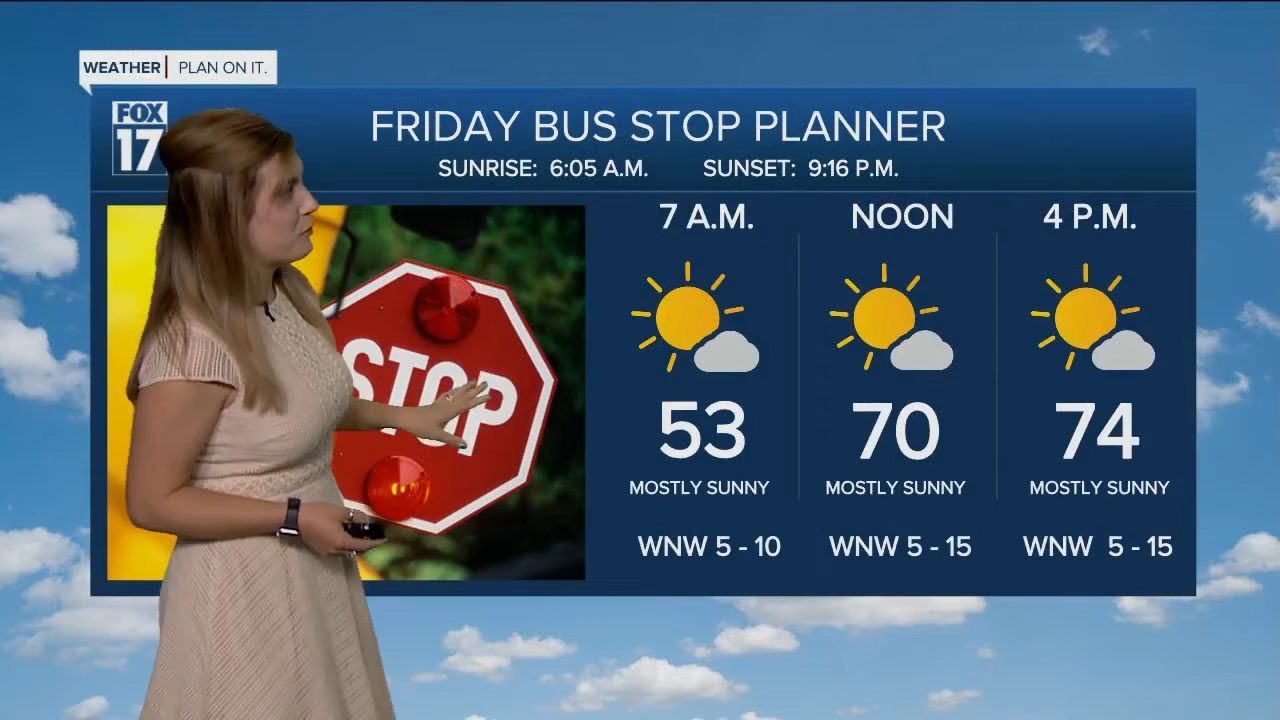 WEATHER | PLAN ON IT.
FOX
17
FRIDAY BUS STOP PLANNER
SUNRISE: 6:05 A.M. SUNSET: 9:16 P.M.
STOP
7 A.M. NOON 4 P.M.
53 70 74
MOSTLY SUNNY MOSTLY SUNNY MOSTLY SUNNY
WNW 5 - 10 WNW 5 - 15 WNW 5 - 15